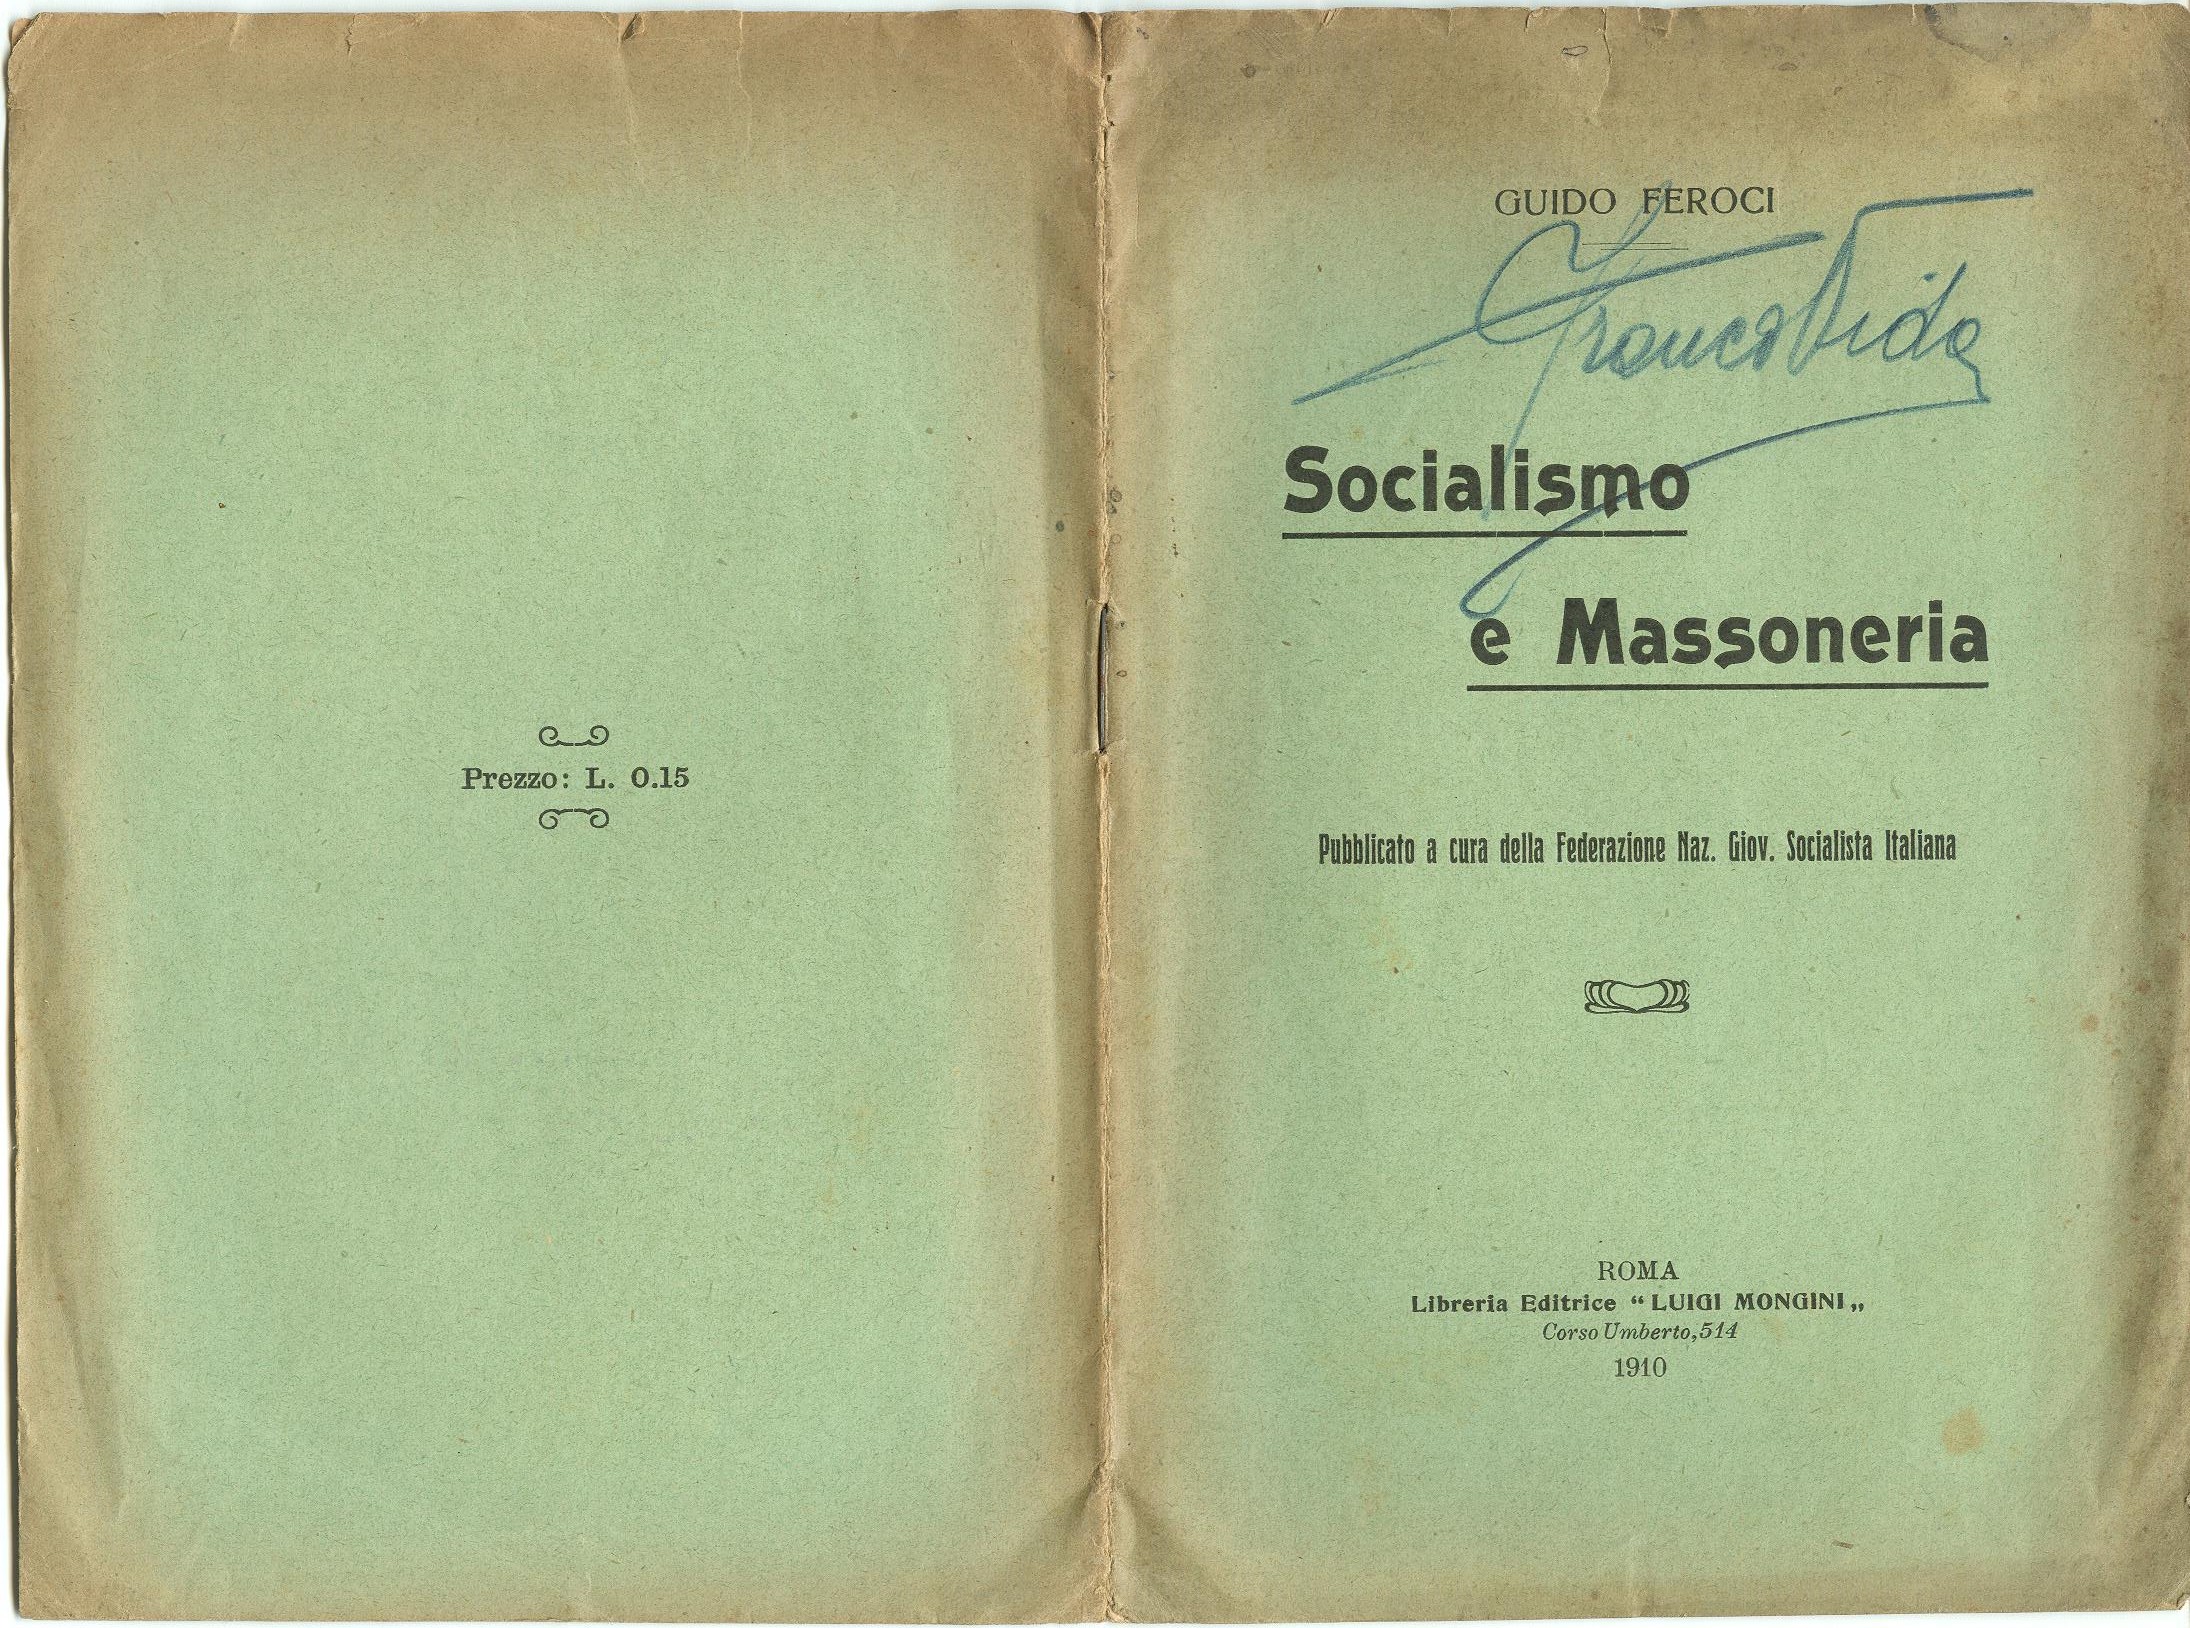 Prezzo: L. 0.15
GUIDO FEROCI
Socialismo
e Massoneria
Pubblicato a cura della Federazione Naz. Giov. Socialista Italiana
ROMA
Libreria Editrice “LUIGI MONGINI„
Corso Umberto, 514
1910